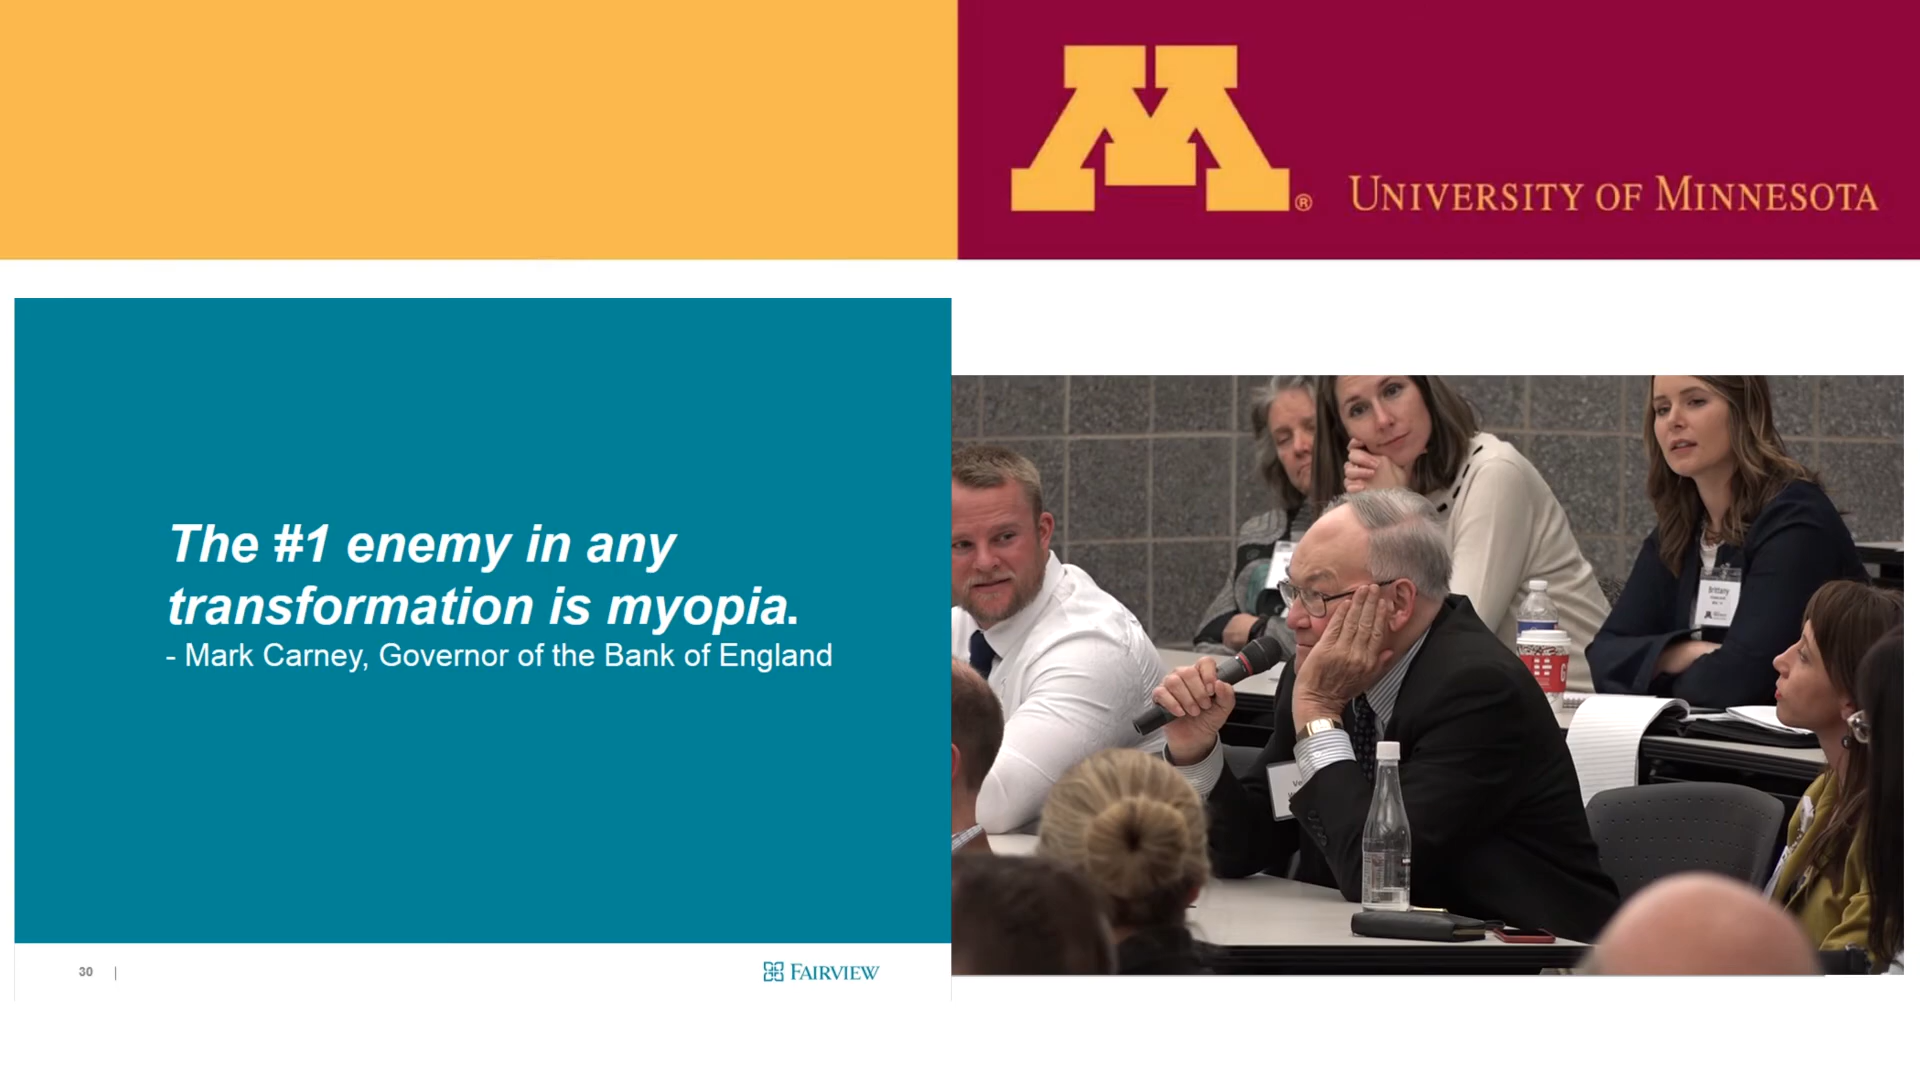 M®
UNIVERSITY OF MINNESOTA
The #1 enemy in any
transformation is myopia.
- Mark Carney, Governor of the Bank of England
30 |
FAIRVIEW
Brittany